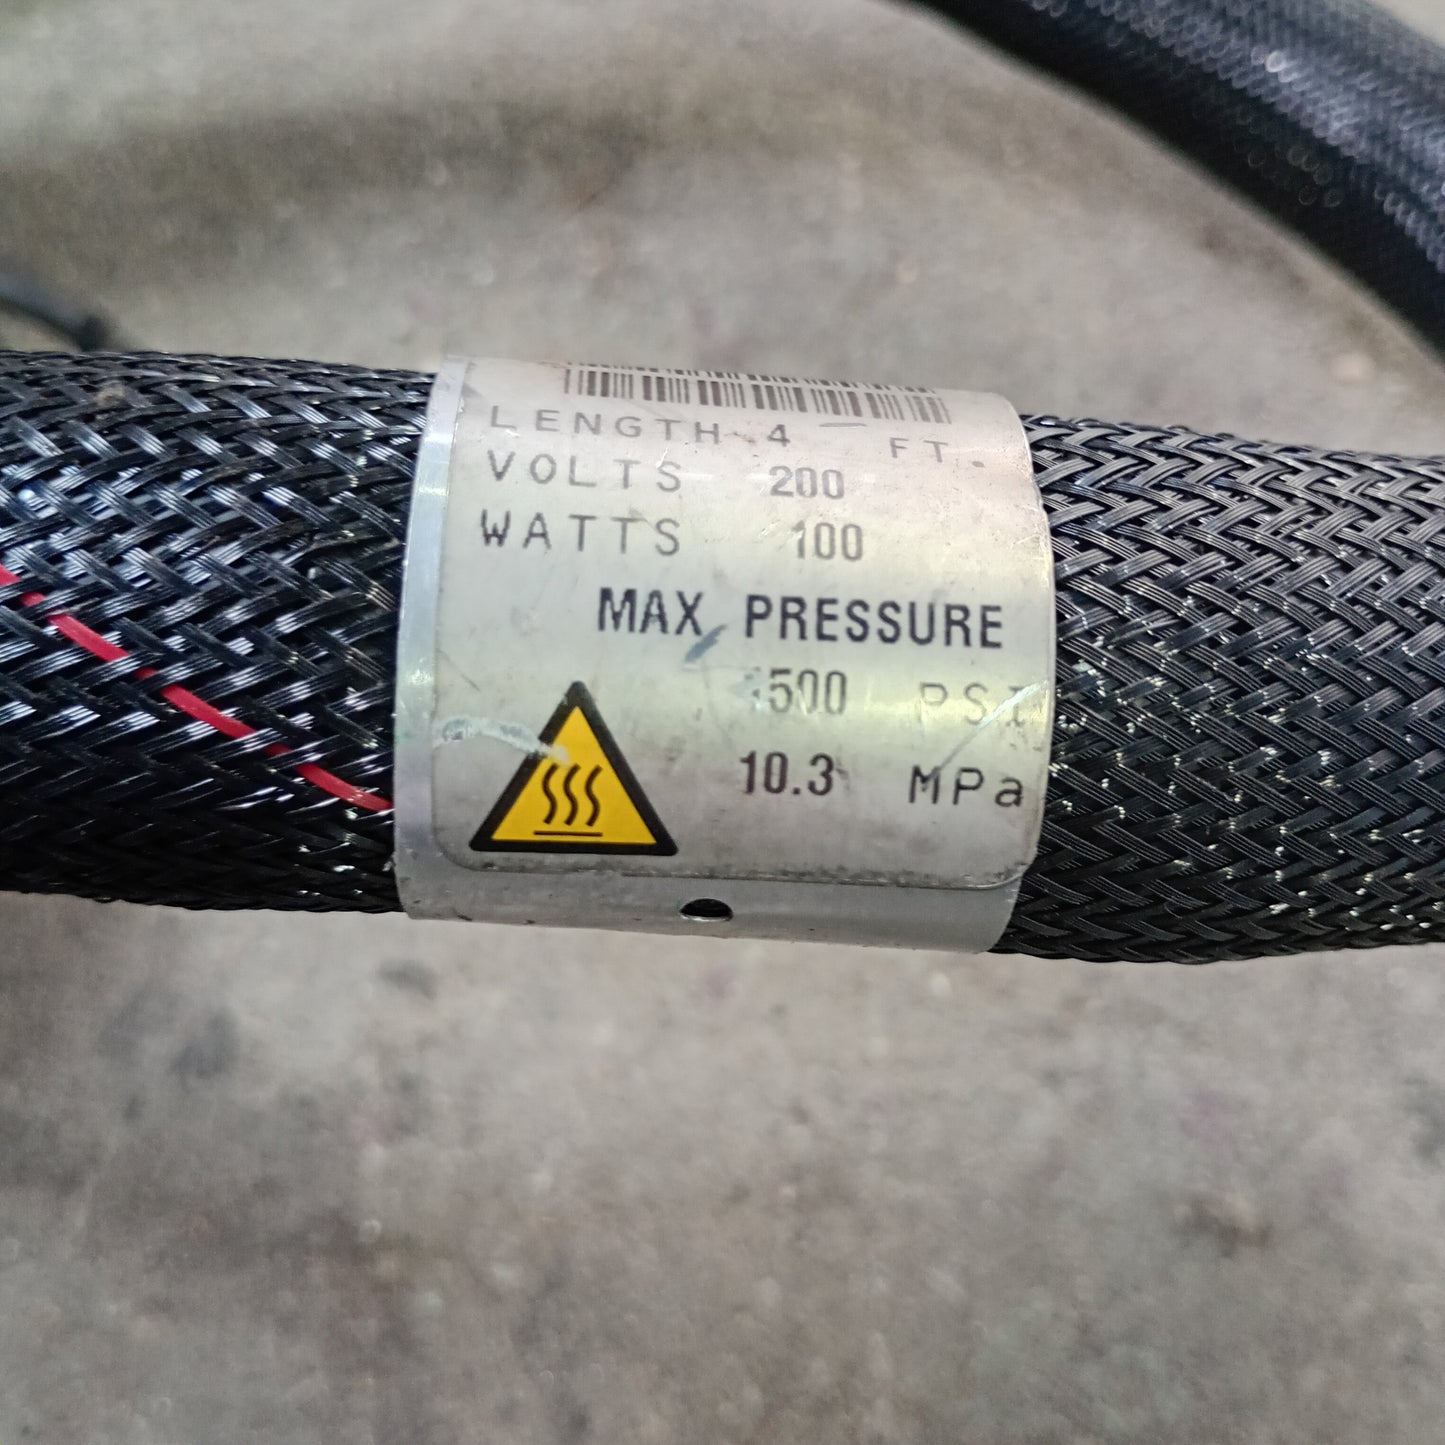 LENGTH 4 FT.
VOLTS 200
WATTS 100
MAX PRESSURE
1500 PSI
10.3 MPa